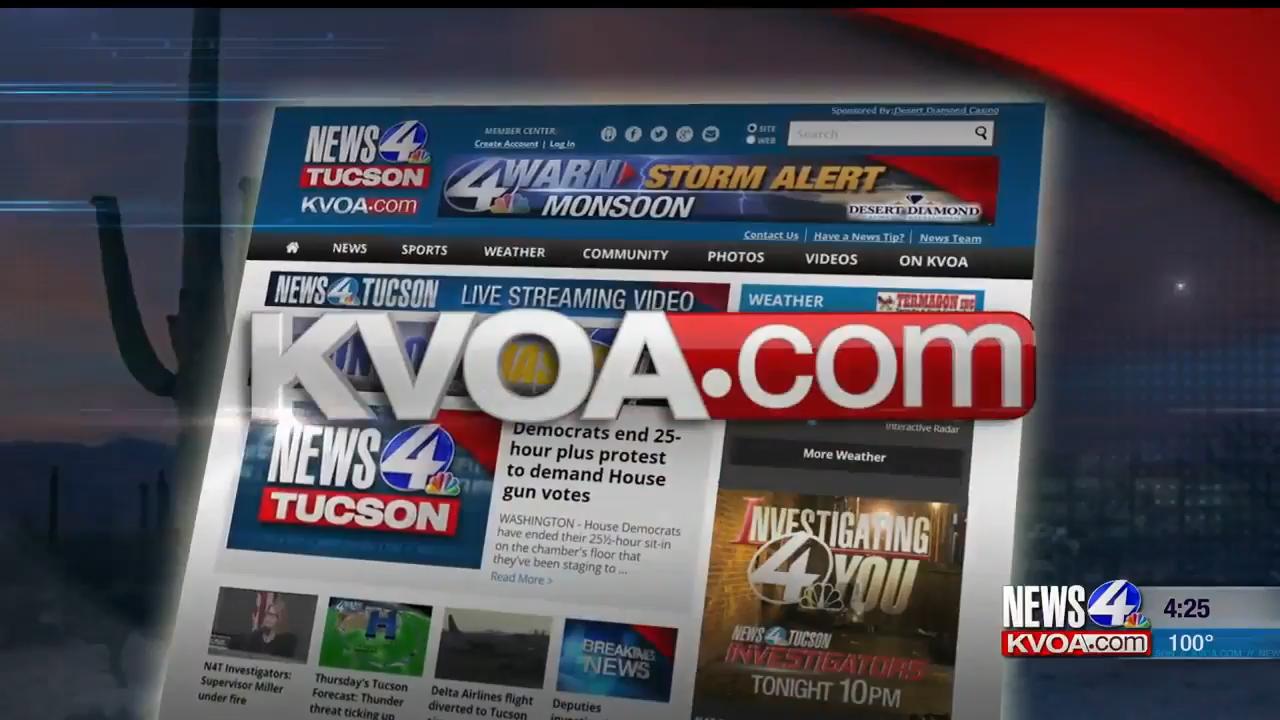 Sponsored By: Desert Diamond Casino
NEWS 4
TUCSON
KVOA.com
MEMBER CENTER:
Create Account | Log In
SITE
WEB
Search
4WARN STORM ALERT
MONSOON
DESERT DIAMOND
Contact Us | Have a News Tip? | News Team
NEWS SPORTS WEATHER COMMUNITY PHOTOS VIDEOS ON KVOA
NEWS 4 TUCSON LIVE STREAMING VIDEO
WEATHER
KVOA.com
Interactive Radar
More Weather
NEWS 4
TUCSON
Democrats end 25-
hour plus protest
to demand House
gun votes
WASHINGTON - House Democrats
have ended their 25½-hour sit-in
on the chamber's floor that
they've been staging to ...
Read More >
INVESTIGATING
4 YOU
NEWS 4 TUCSON
INVESTIGATORS
TONIGHT 10PM
N4T Investigators:
Supervisor Miller
under fire
H
Thursday's Tucson
Forecast: Thunder
threat ticking up
Delta Airlines flight
diverted to Tucson
BREAKING
NEWS
Deputies
NEWS 4
KVOA.com
4:25
100°